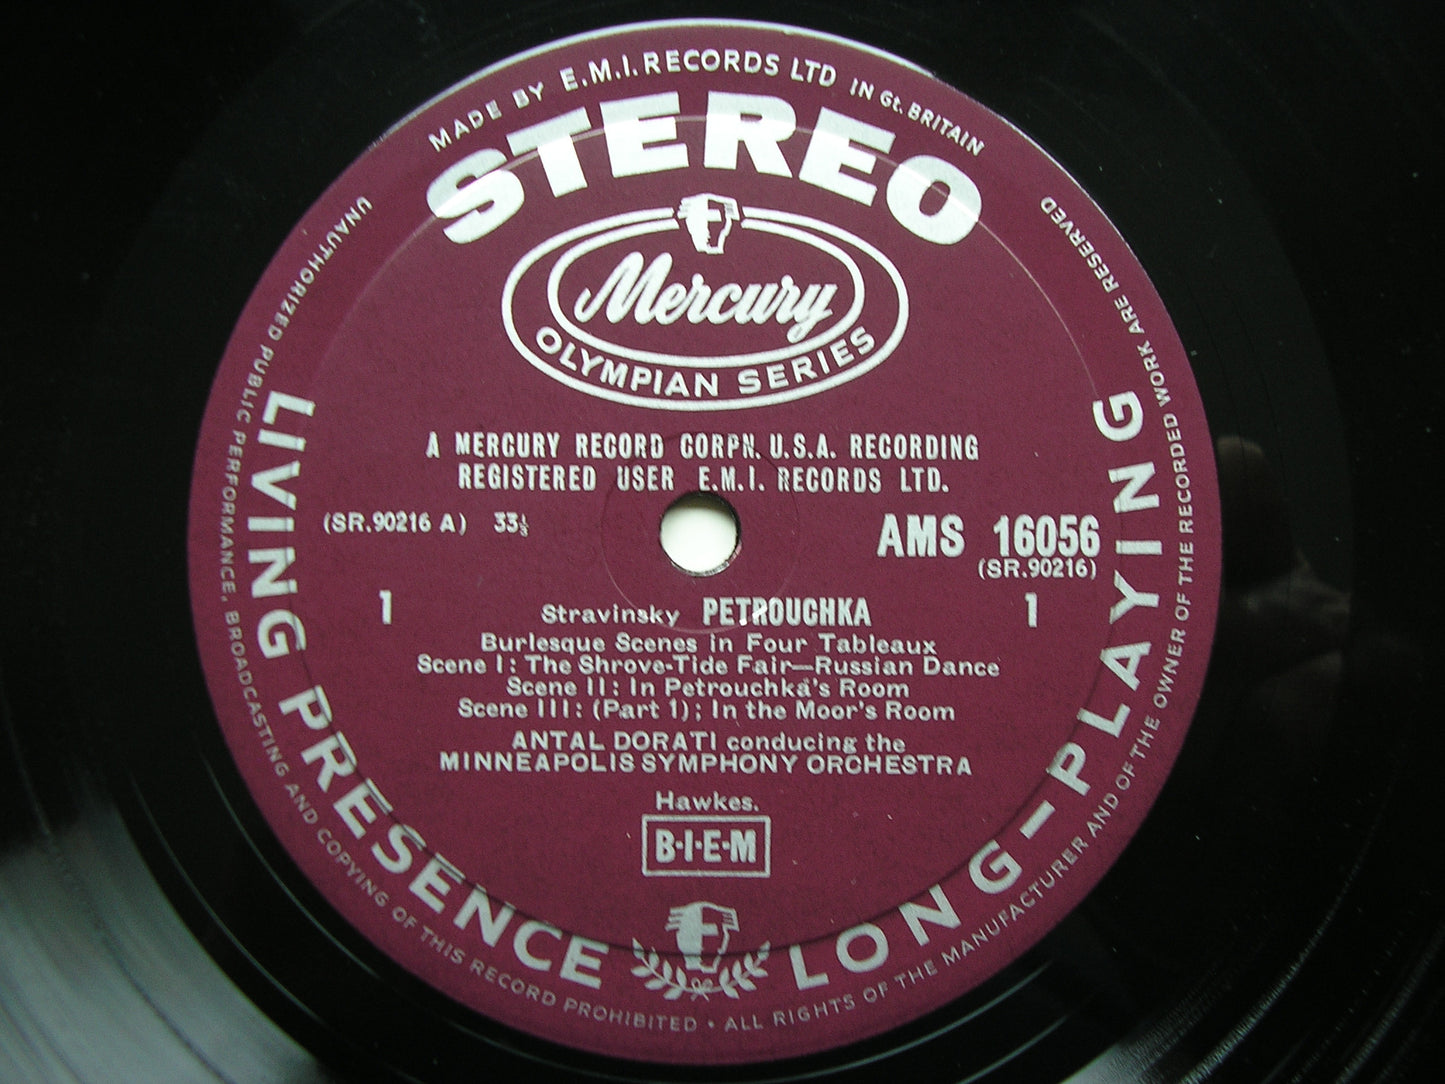 MADE BY E.M.I. RECORDS LTD IN Gt. BRITAIN
STEREO
Mercury
OLYMPIAN SERIES
A MERCURY RECORD CORPN. U.S.A. RECORDING
REGISTERED USER E.M.I. RECORDS LTD.
(SR.90216 A) 33⅓
AMS 16056
(SR.90216)
1 Stravinsky PETROUCHKA 1
Burlesque Scenes in Four Tableaux
Scene I: The Shrove-Tide Fair—Russian Dance
Scene II: In Petrouchka's Room
Scene III: (Part 1); In the Moor's Room
ANTAL DORATI conducing the
MINNEAPOLIS SYMPHONY ORCHESTRA
Hawkes.
B·I·E·M
LIVING PRESENCE
LONG-PLAYING
UNAUTHORIZED PUBLIC PERFORMANCE, BROADCASTING AND COPYING OF THIS RECORD PROHIBITED • ALL RIGHTS OF THE MANUFACTURER AND OF THE OWNER OF THE RECORDED WORK ARE RESERVED